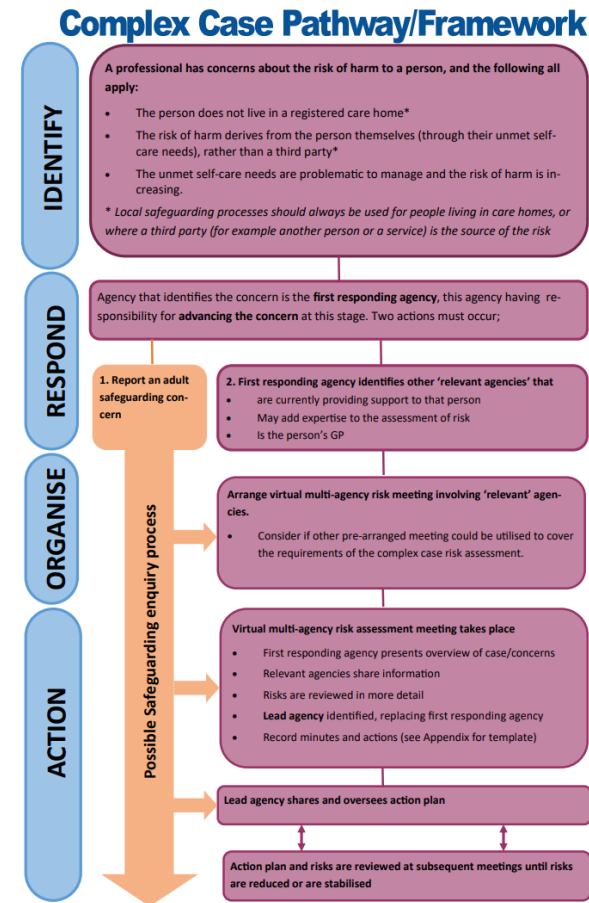 Complex Case Pathway/Framework
IDENTIFY
A professional has concerns about the risk of harm to a person, and the following all
apply:
• The person does not live in a registered care home*
• The risk of harm derives from the person themselves (through their unmet self-
care needs), rather than a third party*
• The unmet self-care needs are problematic to manage and the risk of harm is in-
creasing.
* Local safeguarding processes should always be used for people living in care homes, or
where a third party (for example another person or a service) is the source of the risk
RESPOND
Agency that identifies the concern is the first responding agency, this agency having re-
sponsibility for advancing the concern at this stage. Two actions must occur;
1. Report an adult
safeguarding con-
cern
2. First responding agency identifies other ‘relevant agencies’ that
• are currently providing support to that person
• May add expertise to the assessment of risk
• Is the person’s GP
Possible Safeguarding enquiry process
ORGANISE
Arrange virtual multi-agency risk meeting involving ‘relevant’ agen-
cies.
• Consider if other pre-arranged meeting could be utilised to cover
the requirements of the complex case risk assessment.
ACTION
Virtual multi-agency risk assessment meeting takes place
• First responding agency presents overview of case/concerns
• Relevant agencies share information
• Risks are reviewed in more detail
• Lead agency identified, replacing first responding agency
• Record minutes and actions (see Appendix for template)
Lead agency shares and oversees action plan
Action plan and risks are reviewed at subsequent meetings until risks
are reduced or are stabilised